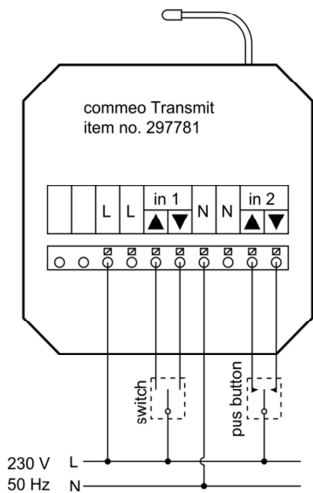 commeo Transmit
item no. 297781
in 1
in 2
L
L
N
N
switch
pus button
230 V L
50 Hz N